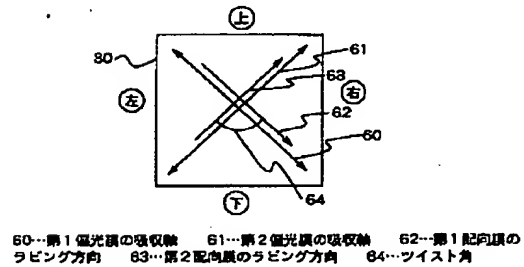 上
80
61
63
左
右
62
60
64
下
60…第1偏光膜の吸収軸 61…第2偏光膜の吸収軸 62…第1配向膜の
ラビング方向 63…第2配向膜のラビング方向 64…ツイスト角